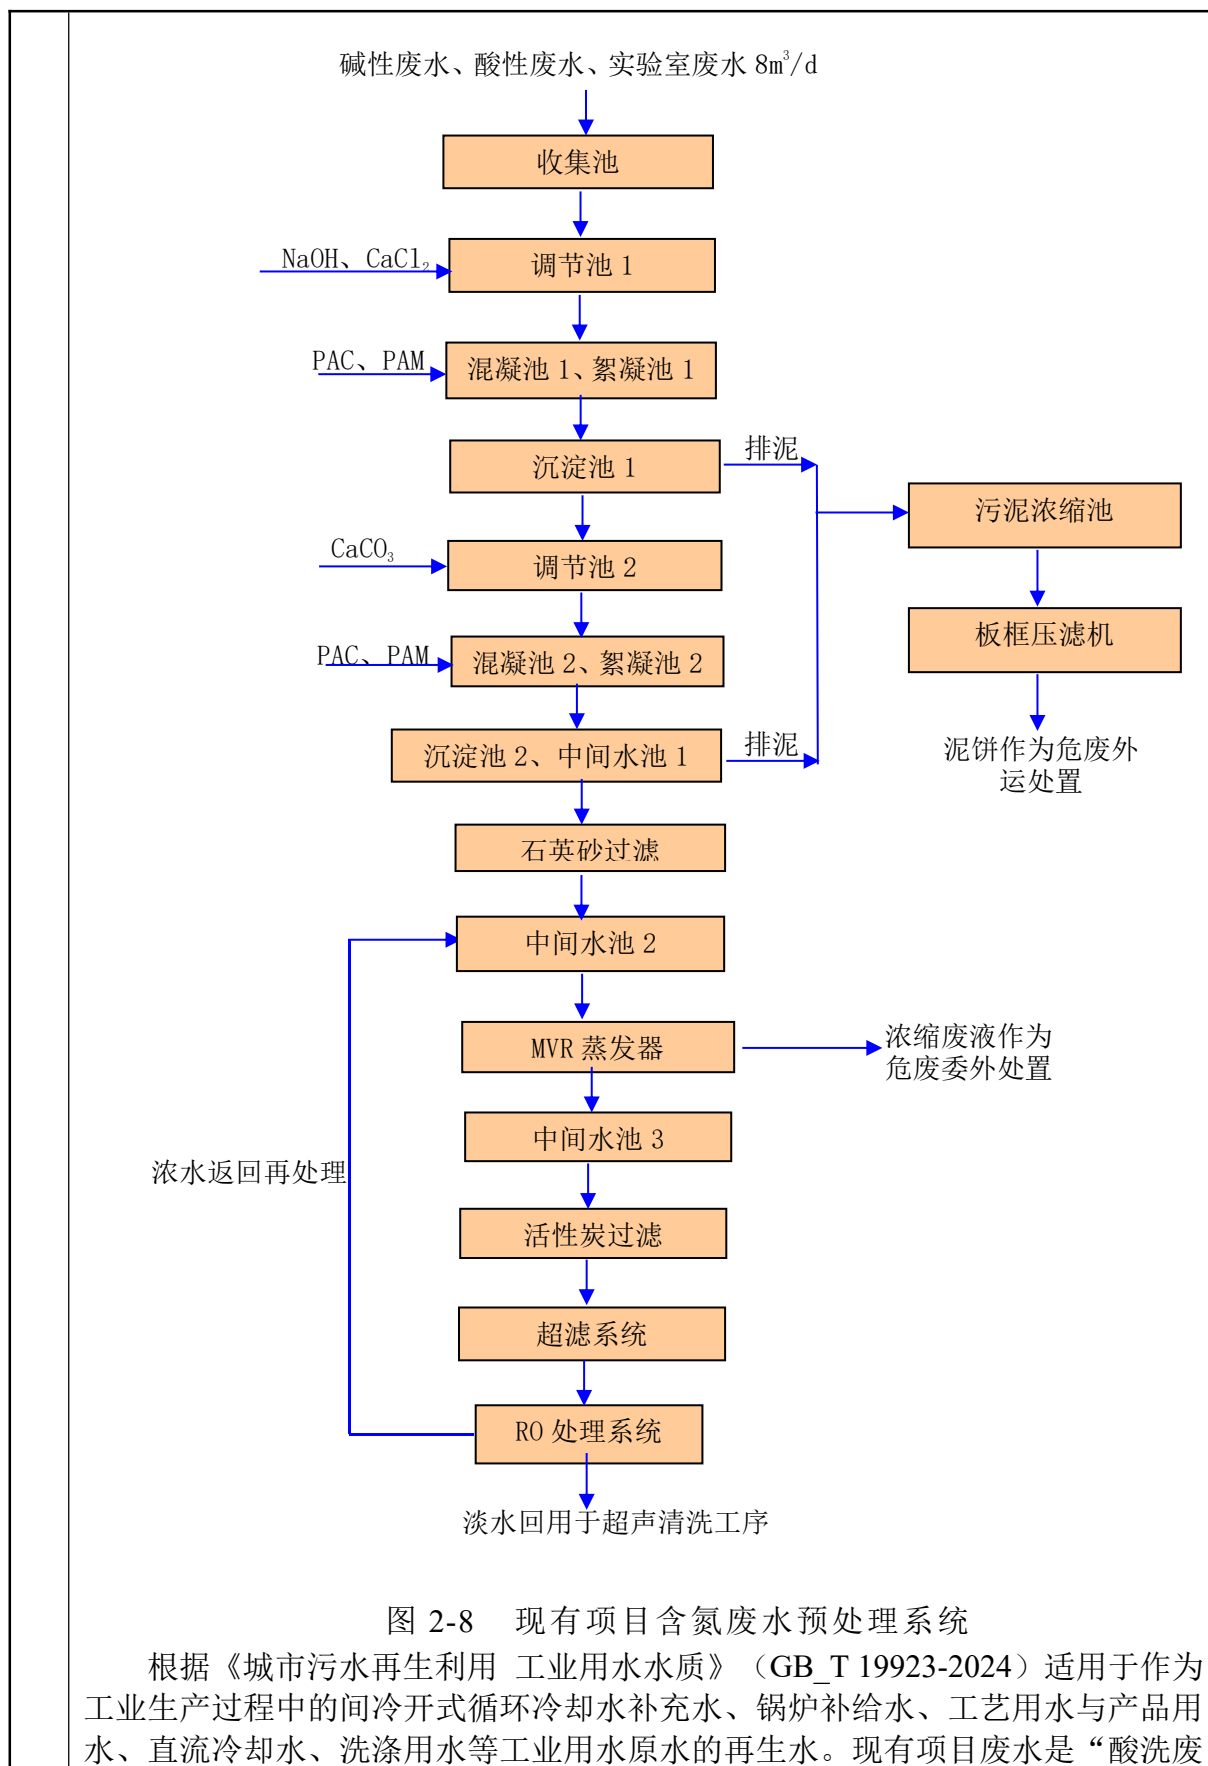 碱性废水、酸性废水、实验室废水 8m³/d
收集池
NaOH、CaCl₂
调节池 1
PAC、PAM
混凝池 1、絮凝池 1
沉淀池 1
排泥
污泥浓缩池
CaCO₃
调节池 2
板框压滤机
PAC、PAM
混凝池 2、絮凝池 2
沉淀池 2、中间水池 1
排泥
泥饼作为危废外
运处置
石英砂过滤
中间水池 2
MVR 蒸发器
浓缩废液作为
危废委外处置
中间水池 3
浓水返回再处理
活性炭过滤
超滤系统
RO 处理系统
淡水回用于超声清洗工序
图 2-8 现有项目含氮废水预处理系统
根据《城市污水再生利用 工业用水水质》（GB_T 19923-2024）适用于作为
工业生产过程中的间冷开式循环冷却水补充水、锅炉补给水、工艺用水与产品用
水、直流冷却水、洗涤用水等工业用水原水的再生水。现有项目废水是“酸洗废